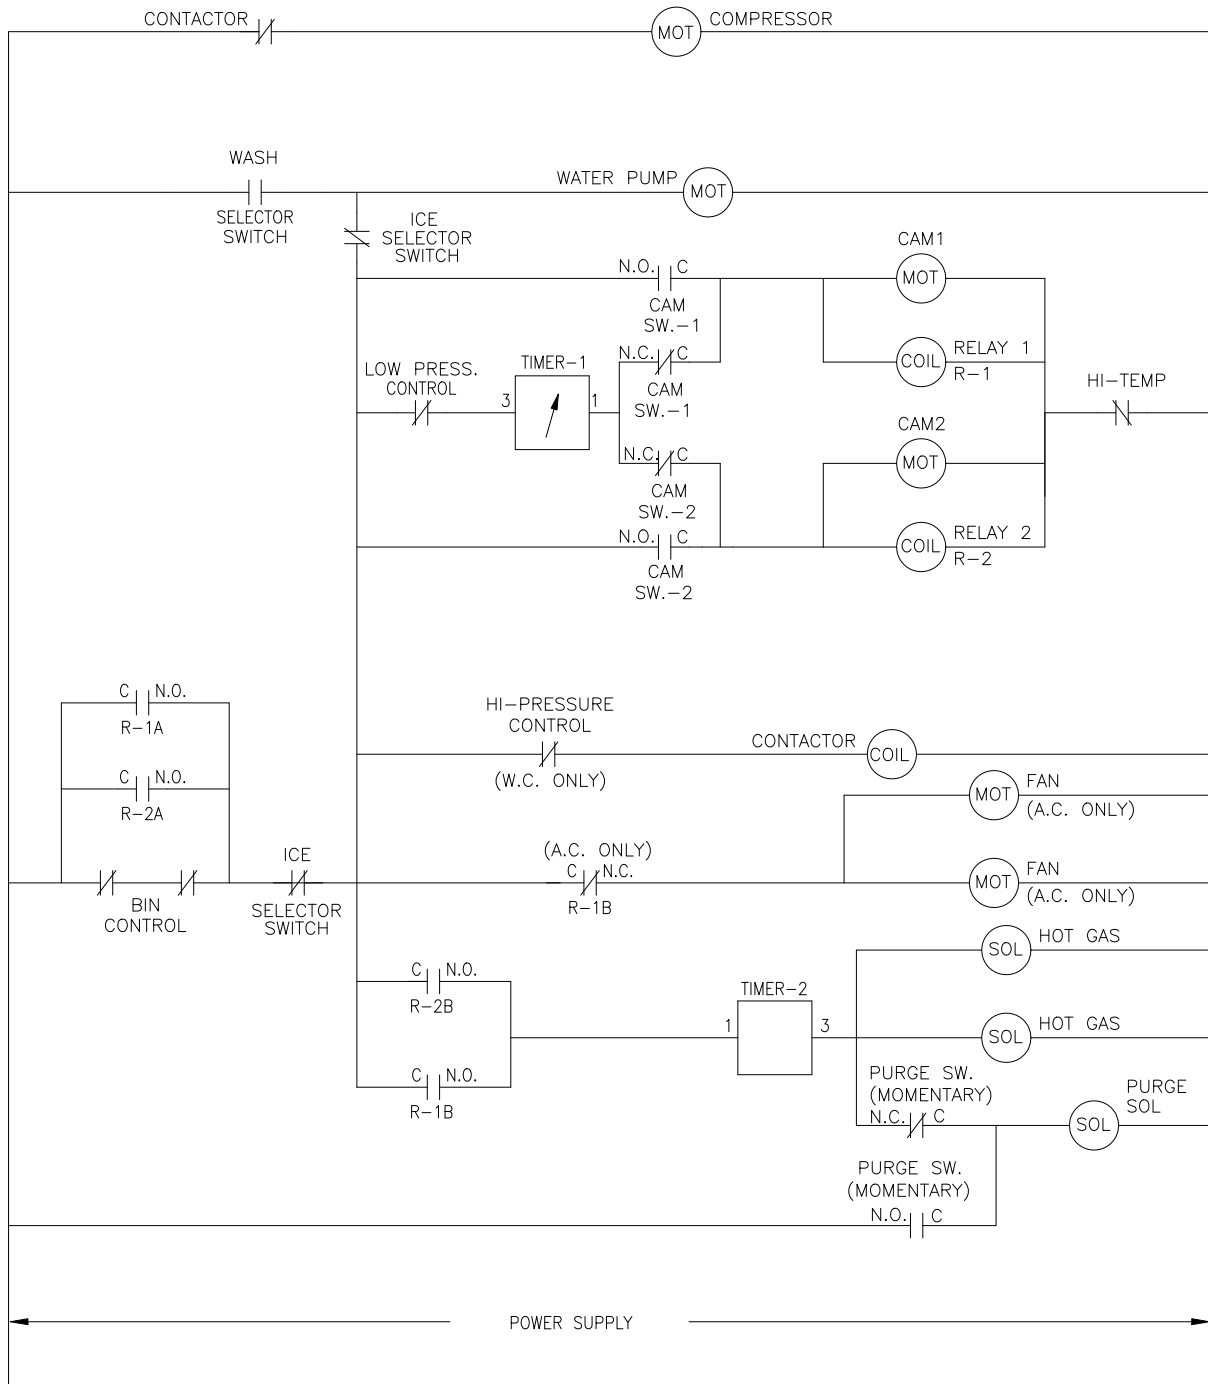 CONTACTOR
MOT
COMPRESSOR
WASH
SELECTOR
SWITCH
WATER PUMP
MOT
ICE
SELECTOR
SWITCH
N.O. C
CAM
SW.-1
CAM1
MOT
N.C. C
CAM
SW.-1
COIL
RELAY 1
R-1
LOW PRESS.
CONTROL
TIMER-1
3
1
HI-TEMP
N.C. C
CAM
SW.-2
CAM2
MOT
N.O. C
CAM
SW.-2
COIL
RELAY 2
R-2
C N.O.
R-1A
C N.O.
R-2A
BIN
CONTROL
ICE
SELECTOR
SWITCH
HI-PRESSURE
CONTROL
(W.C. ONLY)
CONTACTOR
COIL
MOT
FAN
(A.C. ONLY)
(A.C. ONLY)
C N.C.
R-1B
MOT
FAN
(A.C. ONLY)
C N.O.
R-2B
C N.O.
R-1B
TIMER-2
1
3
SOL
HOT GAS
SOL
HOT GAS
PURGE SW.
(MOMENTARY)
N.C. C
SOL
PURGE
SOL
PURGE SW.
(MOMENTARY)
N.O. C
POWER SUPPLY